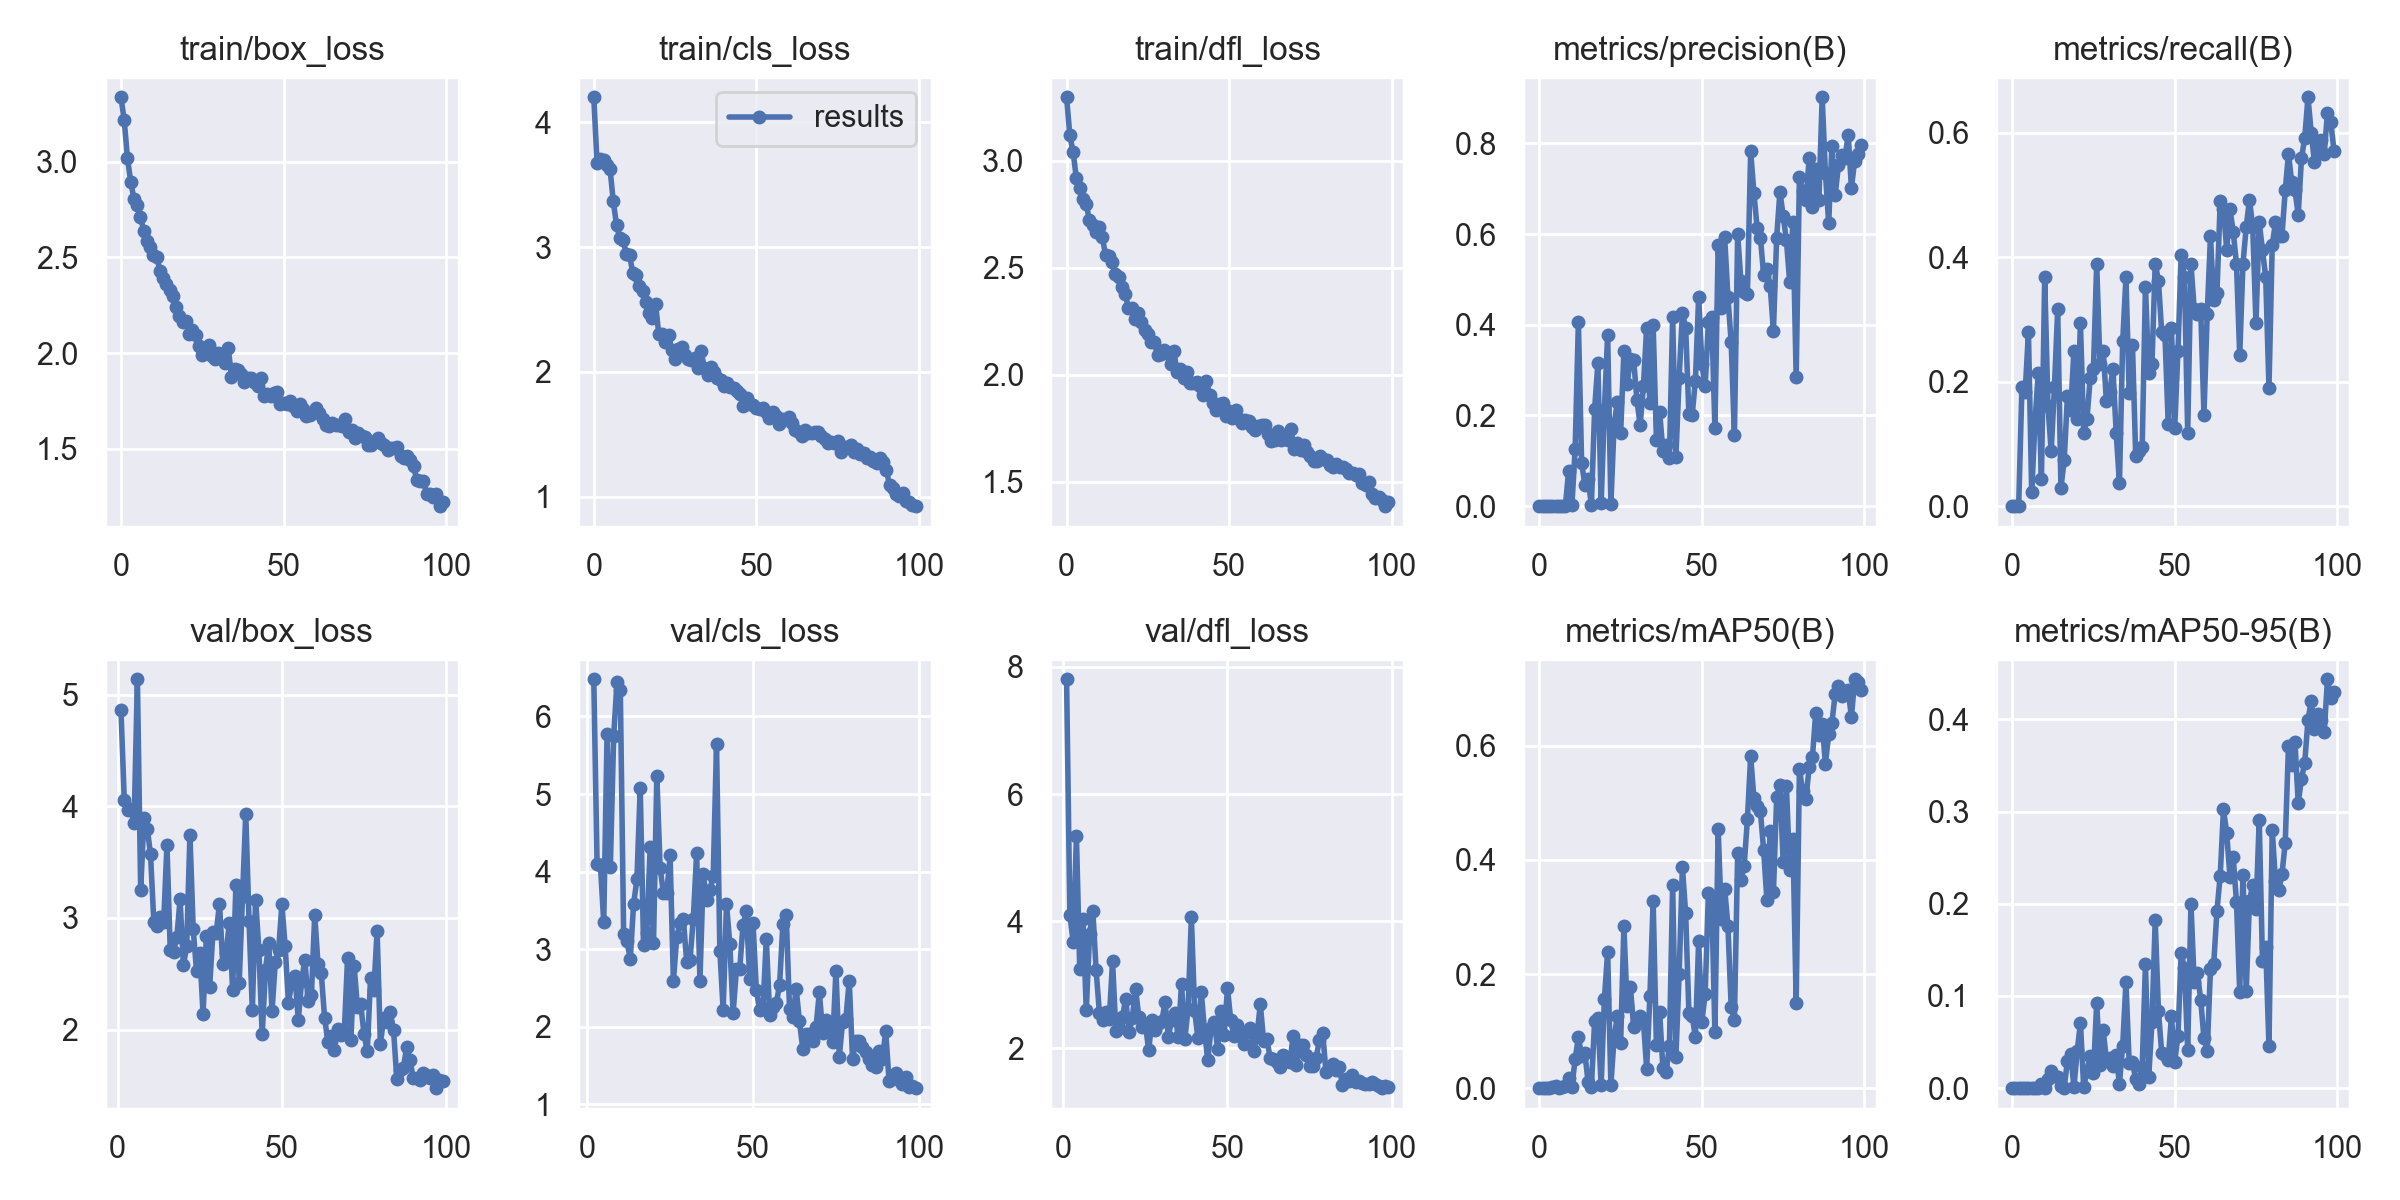 train/box_loss
3.0
2.5
2.0
1.5
0 50 100
train/cls_loss
results
4
3
2
1
0 50 100
train/dfl_loss
3.0
2.5
2.0
1.5
0 50 100
metrics/precision(B)
0.8
0.6
0.4
0.2
0.0
0 50 100
metrics/recall(B)
0.6
0.4
0.2
0.0
0 50 100
val/box_loss
5
4
3
2
0 50 100
val/cls_loss
6
5
4
3
2
1
0 50 100
val/dfl_loss
8
6
4
2
0 50 100
metrics/mAP50(B)
0.6
0.4
0.2
0.0
0 50 100
metrics/mAP50-95(B)
0.4
0.3
0.2
0.1
0.0
0 50 100